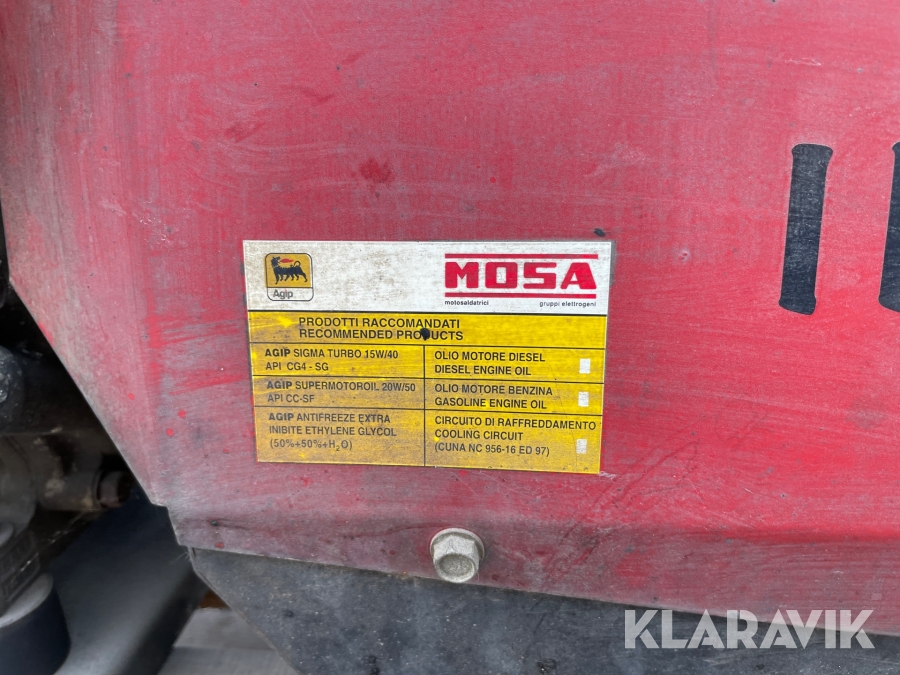 Agip
MOSA
motosaldatrici gruppi elettrogeni
PRODOTTI RACCOMANDATI
RECOMMENDED PRODUCTS
AGIP SIGMA TURBO 15W/40
API CG4 - SG
OLIO MOTORE DIESEL
DIESEL ENGINE OIL
AGIP SUPERMOTOROIL 20W/50
API CC-SF
OLIO MOTORE BENZINA
GASOLINE ENGINE OIL
AGIP ANTIFREEZE EXTRA
INIBITE ETHYLENE GLYCOL
(50%+50%+H₂O)
CIRCUITO DI RAFFREDDAMENTO
COOLING CIRCUIT
(CUNA NC 956-16 ED 97)
KLARAVIK